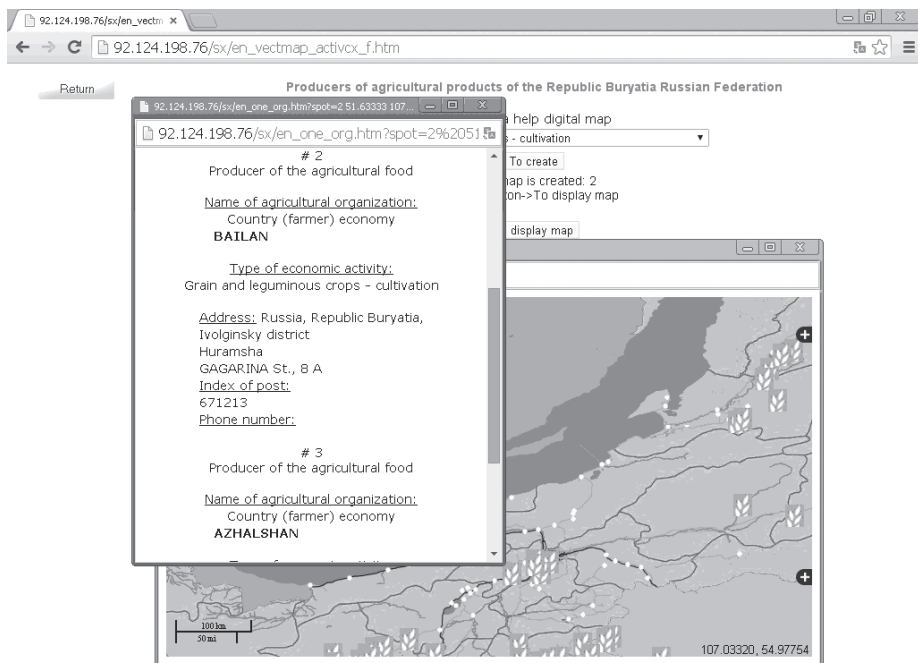 92.124.198.76/sx/en_vectm
92.124.198.76/sx/en_vectmap_activcx_f.htm
Return
Producers of agricultural products of the Republic Buryatia Russian Federation
92.124.198.76/sx/en_one_org.htm?spot=2 51.63333 107...
92.124.198.76/sx/en_one_org.htm?spot=2%2051
# 2
Producer of the agricultural food
Name of agricultural organization:
Country (farmer) economy
BAILAN
Type of economic activity:
Grain and leguminous crops - cultivation
Address: Russia, Republic Buryatia,
Ivolginsky district
Huramsha
GAGARINA St., 8 A
Index of post:
671213
Phone number:
# 3
Producer of the agricultural food
Name of agricultural organization:
Country (farmer) economy
AZHALSHAN
help digital map
- cultivation
To create
map is created: 2
->To display map
display map
100 km
50 mi
107.03320, 54.97754